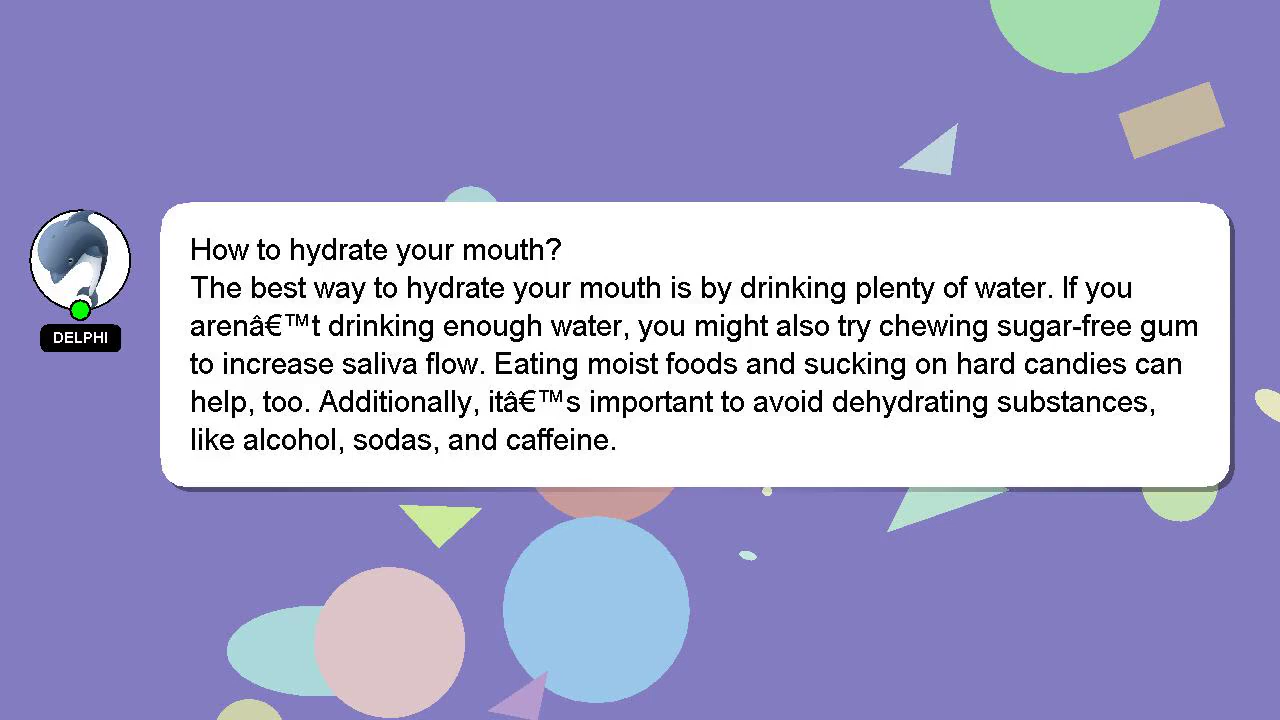 How to hydrate your mouth?
The best way to hydrate your mouth is by drinking plenty of water. If you
arenâ€™t drinking enough water, you might also try chewing sugar-free gum
to increase saliva flow. Eating moist foods and sucking on hard candies can
help, too. Additionally, itâ€™s important to avoid dehydrating substances,
like alcohol, sodas, and caffeine.
DELPHI